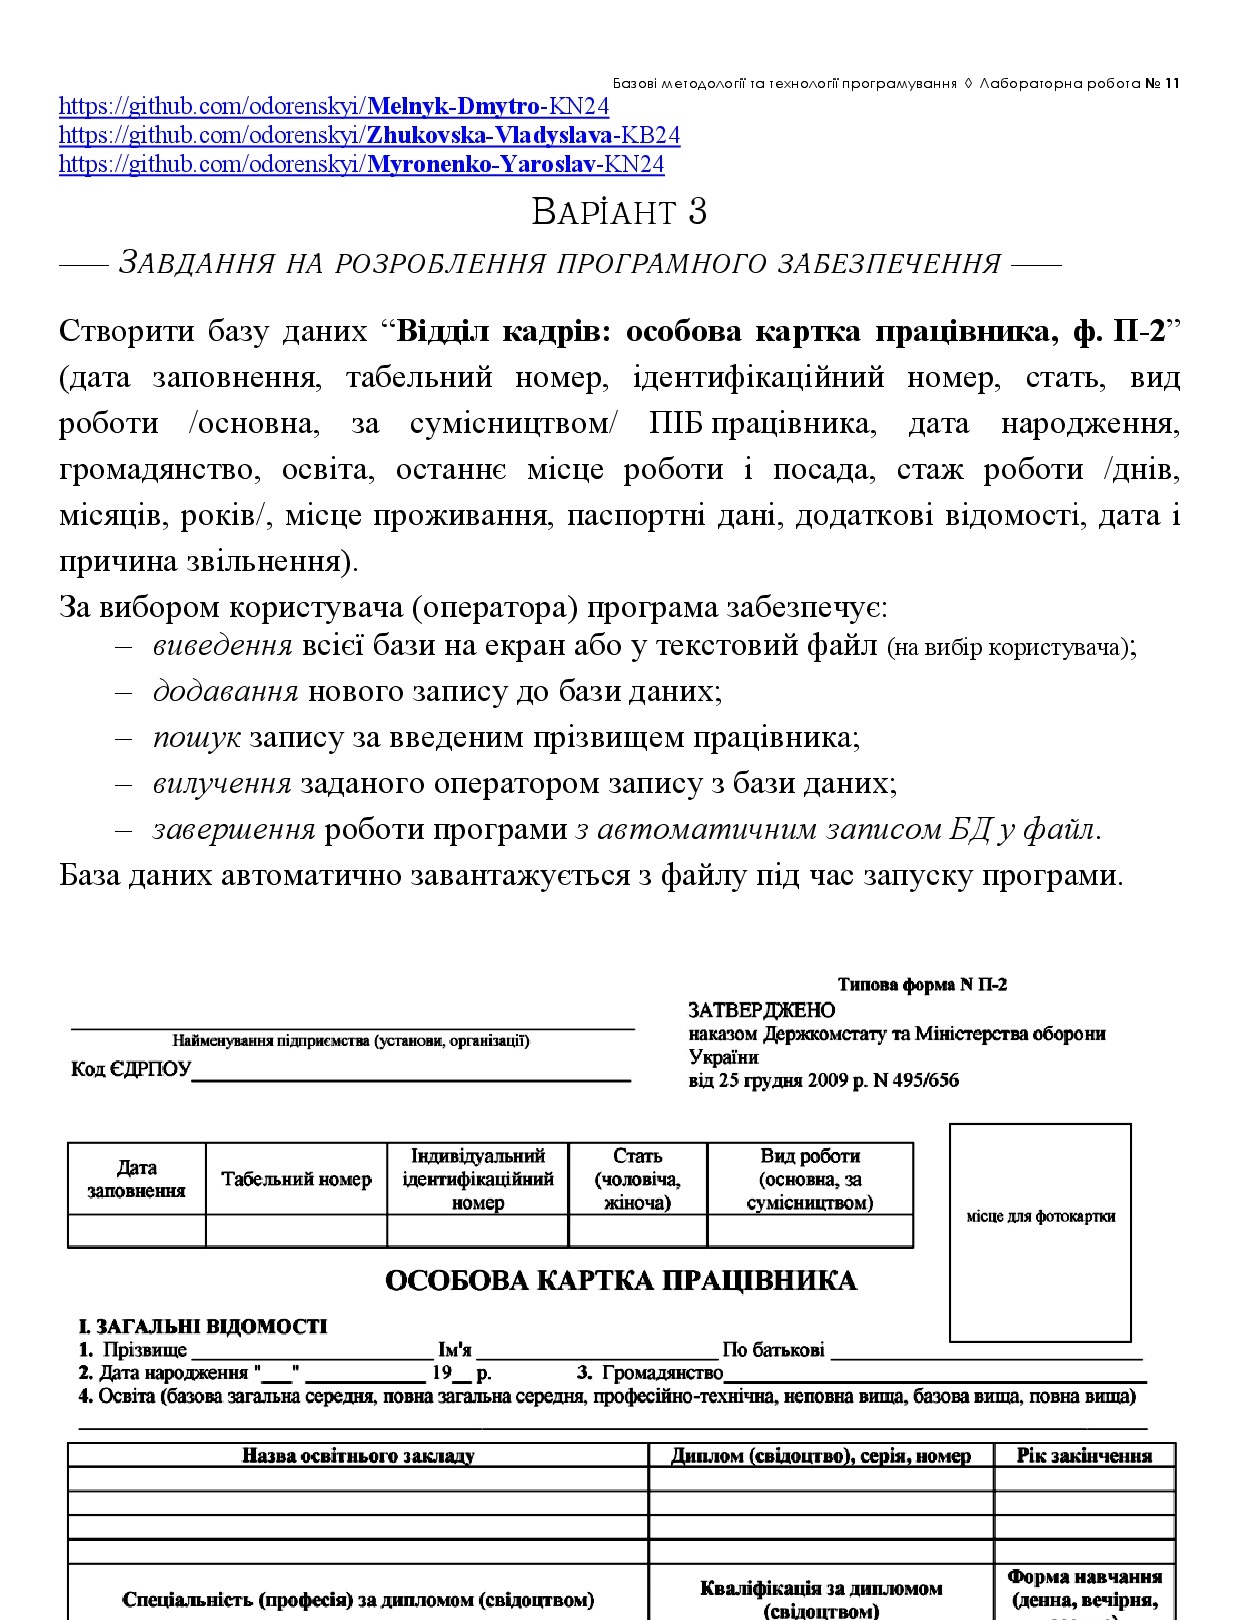 Базові методології та технології програмування ◊ Лабораторна робота № 11
https://github.com/odorenskyi/Melnyk-Dmytro-KN24
https://github.com/odorenskyi/Zhukovska-Vladyslava-KB24
https://github.com/odorenskyi/Myronenko-Yaroslav-KN24
ВАРІАНТ 3
—— ЗАВДАННЯ НА РОЗРОБЛЕННЯ ПРОГРАМНОГО ЗАБЕЗПЕЧЕННЯ ——
Створити базу даних “Відділ кадрів: особова картка працівника, ф. П-2”
(дата заповнення, табельний номер, ідентифікаційний номер, стать, вид
роботи /основна, за сумісництвом/ ПІБ працівника, дата народження,
громадянство, освіта, останнє місце роботи і посада, стаж роботи /днів,
місяців, років/, місце проживання, паспортні дані, додаткові відомості, дата і
причина звільнення).
За вибором користувача (оператора) програма забезпечує:
– виведення всієї бази на екран або у текстовий файл (на вибір користувача);
– додавання нового запису до бази даних;
– пошук запису за введеним прізвищем працівника;
– вилучення заданого оператором запису з бази даних;
– завершення роботи програми з автоматичним записом БД у файл.
База даних автоматично завантажується з файлу під час запуску програми.
Типова форма N П-2
ЗАТВЕРДЖЕНО
наказом Держкомстату та Міністерства оборони
України
від 25 грудня 2009 р. N 495/656
Найменування підприємства (установи, організації)
Код ЄДРПОУ
Дата
заповнення
Табельний номер
Індивідуальний
ідентифікаційний
номер
Стать
(чоловіча,
жіноча)
Вид роботи
(основна, за
сумісництвом)
місце для фотокартки
ОСОБОВА КАРТКА ПРАЦІВНИКА
І. ЗАГАЛЬНІ ВІДОМОСТІ
1. Прізвище ____ Ім'я ____ По батькові ____
2. Дата народження "___" ____ 19__ р. 3. Громадянство____
4. Освіта (базова загальна середня, повна загальна середня, професійно-технічна, неповна вища, базова вища, повна вища)
Назва освітнього закладу
Диплом (свідоцтво), серія, номер
Рік закінчення
Спеціальність (професія) за дипломом (свідоцтвом)
Кваліфікація за дипломом
(свідоцтвом)
Форма навчання
(денна, вечірня,